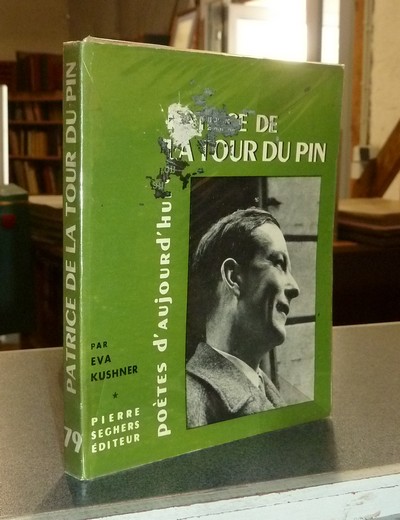 PATRICE DE LA TOUR DU PIN
79
DE
LA TOUR DU PIN
poètes d'aujourd'hui
PAR
EVA
KUSHNER
*
PIERRE
SEGHERS
ÉDITEUR